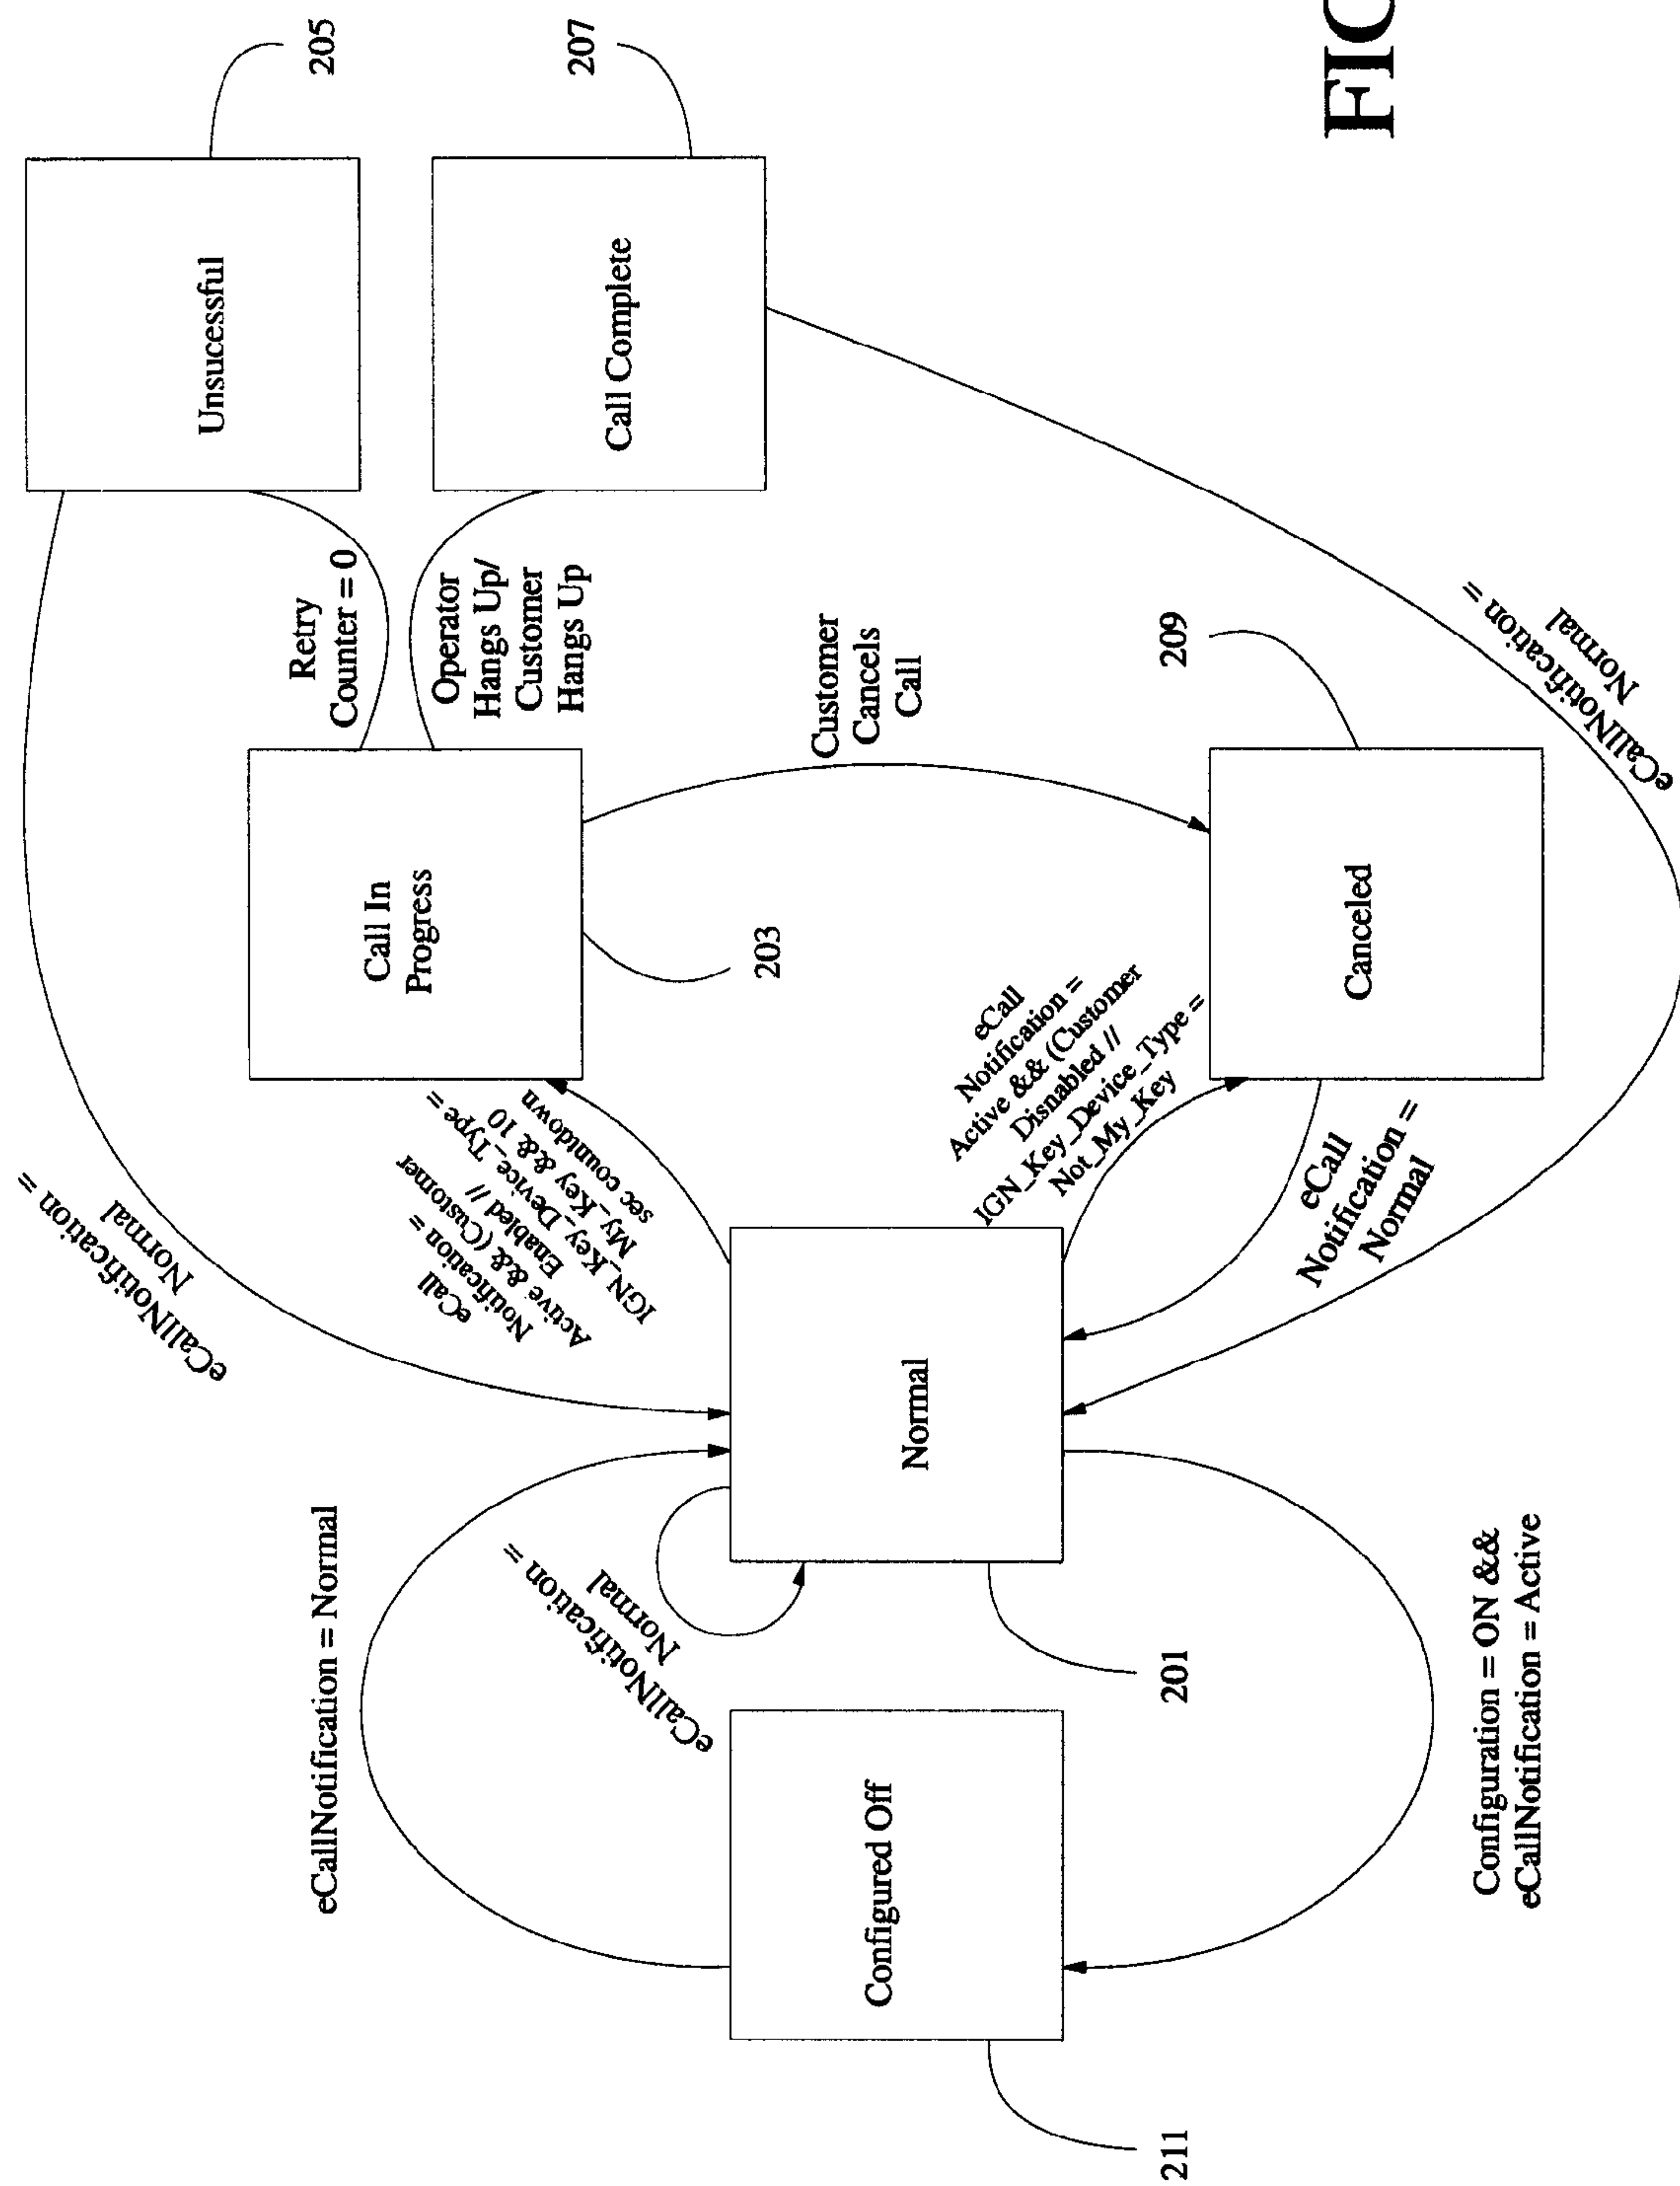 eCallNotification = Normal
eCallNotification =
Normal
eCallNotification =
Normal
Configured Off
211
201
Configuration = ON &&
eCallNotification = Active
Normal
eCall
Notification =
Active && (Customer
Enabled //
IGN_Key_Device_Type =
My_Key && 10
sec countdown
Call In
Progress
203
Retry
Counter = 0
Operator
Hangs Up/
Customer
Hangs Up
Unsucessful
205
Call Complete
207
Customer
Cancels
Call
eCall
Notification =
Active && (Customer
Disnabled //
IGN_Key_Device_Type =
Not_My_Key
Canceled
209
eCall
Notification =
Normal
eCallNotification =
Normal
FIG